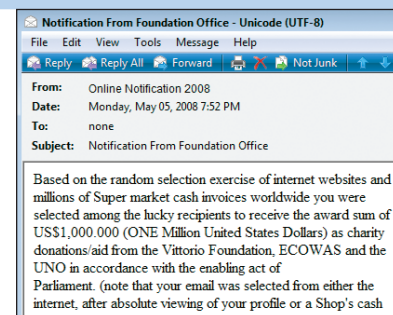 Notification From Foundation Office - Unicode (UTF-8)
File Edit View Tools Message Help
Reply Reply All Forward Not Junk
From: Online Notification 2008
Date: Monday, May 05, 2008 7:52 PM
To: none
Subject: Notification From Foundation Office
Based on the random selection exercise of internet websites and
millions of Super market cash invoices worldwide you were
selected among the lucky recipients to receive the award sum of
US$1,000.000 (ONE Million United States Dollars) as charity
donations/aid from the Vittorio Foundation, ECOWAS and the
UNO in accordance with the enabling act of
Parliament. (note that your email was selected from either the
internet, after absolute viewing of your profile or a Shop's cash